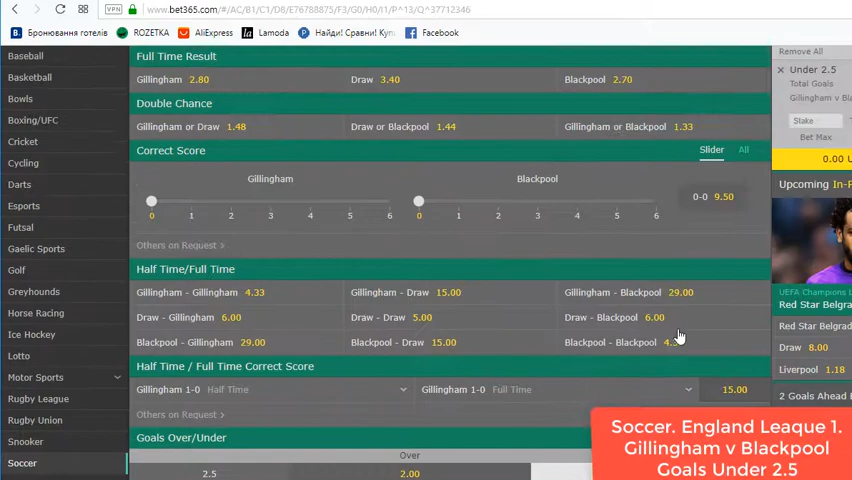 www.bet365.com/#/AC/B1/C1/D8/E76788875/F3/G0/H0/I1/P^13/Q^37712346
VPN
Бронювання готелів ROZETKA AliExpress la Lamoda P Найди! Сравни! Ку Facebook
Baseball
Basketball
Bowls
Boxing/UFC
Cricket
Cycling
Darts
Esports
Futsal
Gaelic Sports
Golf
Greyhounds
Horse Racing
Ice Hockey
Lotto
Motor Sports
Rugby League
Rugby Union
Snooker
Soccer
Full Time Result
Gillingham 2.80 Draw 3.40 Blackpool 2.70
Double Chance
Gillingham or Draw 1.48 Draw or Blackpool 1.44 Gillingham or Blackpool 1.33
Correct Score Slider All
Gillingham Blackpool
0-0 9.50
0 1 2 3 4 5 6 0 1 2 3 4 5 6
Others on Request >
Half Time/Full Time
Gillingham - Gillingham 4.33 Gillingham - Draw 15.00 Gillingham - Blackpool 29.00
Draw - Gillingham 6.00 Draw - Draw 5.00 Draw - Blackpool 6.00
Blackpool - Gillingham 29.00 Blackpool - Draw 15.00 Blackpool - Blackpool
Half Time / Full Time Correct Score
Gillingham 1-0 Half Time Gillingham 1-0 Full Time 15.00
Others on Request >
Goals Over/Under
Over
2.5 2.00
Remove All
Under 2.5
Total Goals
Gillingham v Bl
Stake
Bet Max
0.00 U
Upcoming In-P
UEFA Champions L
Red Star Belgra
Red Star Belgra
Draw 8.00
Liverpool 1.18
2 Goals Ahead
Soccer. England Leaque 1.
Gillingham v Blackpool
Goals Under 2.5